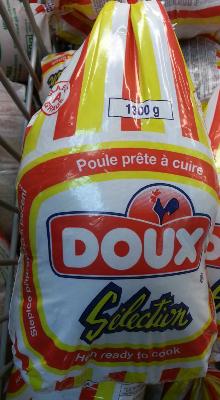 1300 g
Poule prête à cuire
DOUX
Sélection
Hen ready to cook